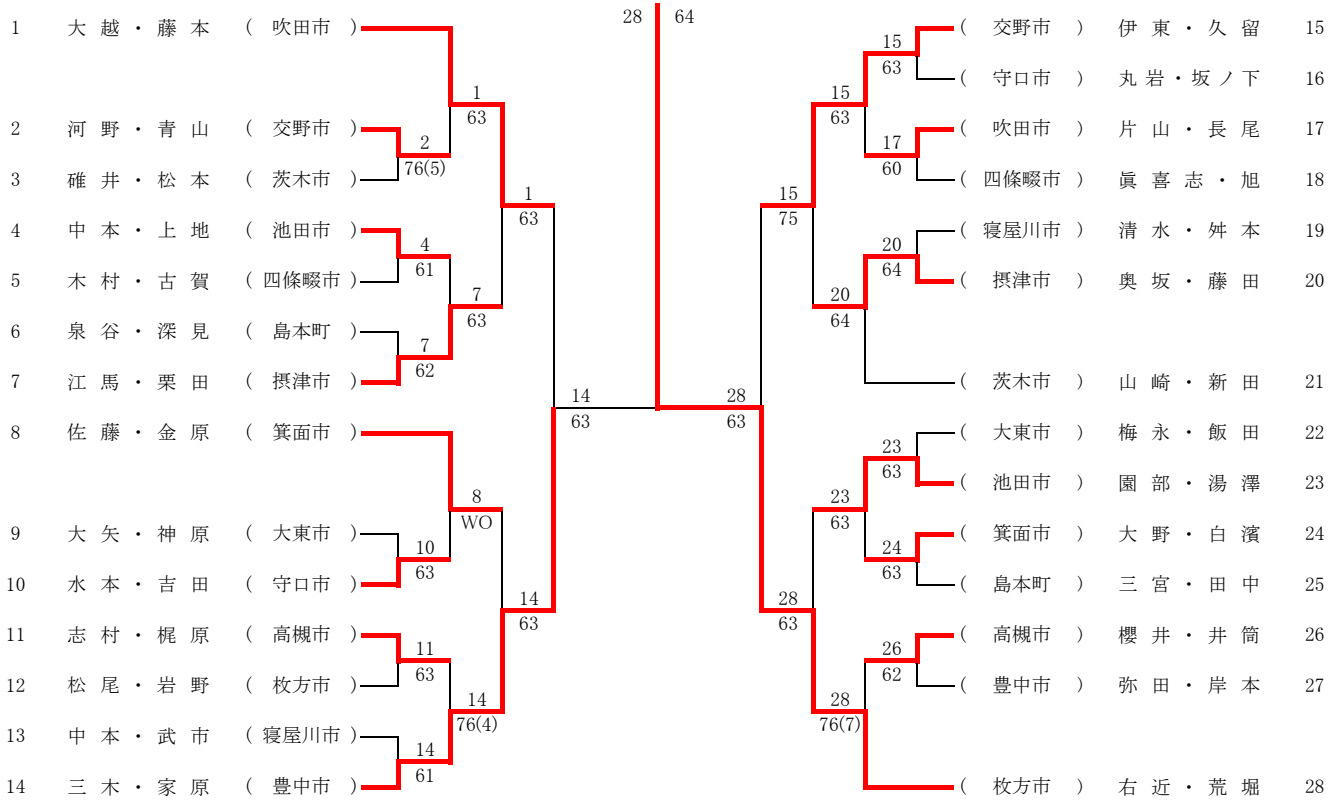 28 64
1 大越・藤本 ( 吹田市 )
1
63
2 河野・青山 ( 交野市 )
2
76(5)
3 碓井・松本 ( 茨木市 )
1
63
4 中本・上地 ( 池田市 )
4
61
5 木村・古賀 ( 四條畷市 )
7
63
6 泉谷・深見 ( 島本町 )
7
62
7 江馬・栗田 ( 摂津市 )
14
63
8 佐藤・金原 ( 箕面市 )
8
WO
9 大矢・神原 ( 大東市 )
10
63
10 水本・吉田 ( 守口市 )
14
63
11 志村・梶原 ( 高槻市 )
11
63
12 松尾・岩野 ( 枚方市 )
14
76(4)
13 中本・武市 ( 寝屋川市 )
14
61
14 三木・家原 ( 豊中市 )
( 交野市 ) 伊東・久留 15
15
63
( 守口市 ) 丸岩・坂ノ下 16
15
63
( 吹田市 ) 片山・長尾 17
17
60
( 四條畷市 ) 眞喜志・旭 18
15
75
( 寝屋川市 ) 清水・舛本 19
20
64
( 摂津市 ) 奥坂・藤田 20
20
64
( 茨木市 ) 山崎・新田 21
28
63
( 大東市 ) 梅永・飯田 22
23
63
( 池田市 ) 園部・湯澤 23
23
63
( 箕面市 ) 大野・白濱 24
24
63
( 島本町 ) 三宮・田中 25
28
63
( 高槻市 ) 櫻井・井筒 26
26
62
( 豊中市 ) 弥田・岸本 27
28
76(7)
( 枚方市 ) 右近・荒堀 28